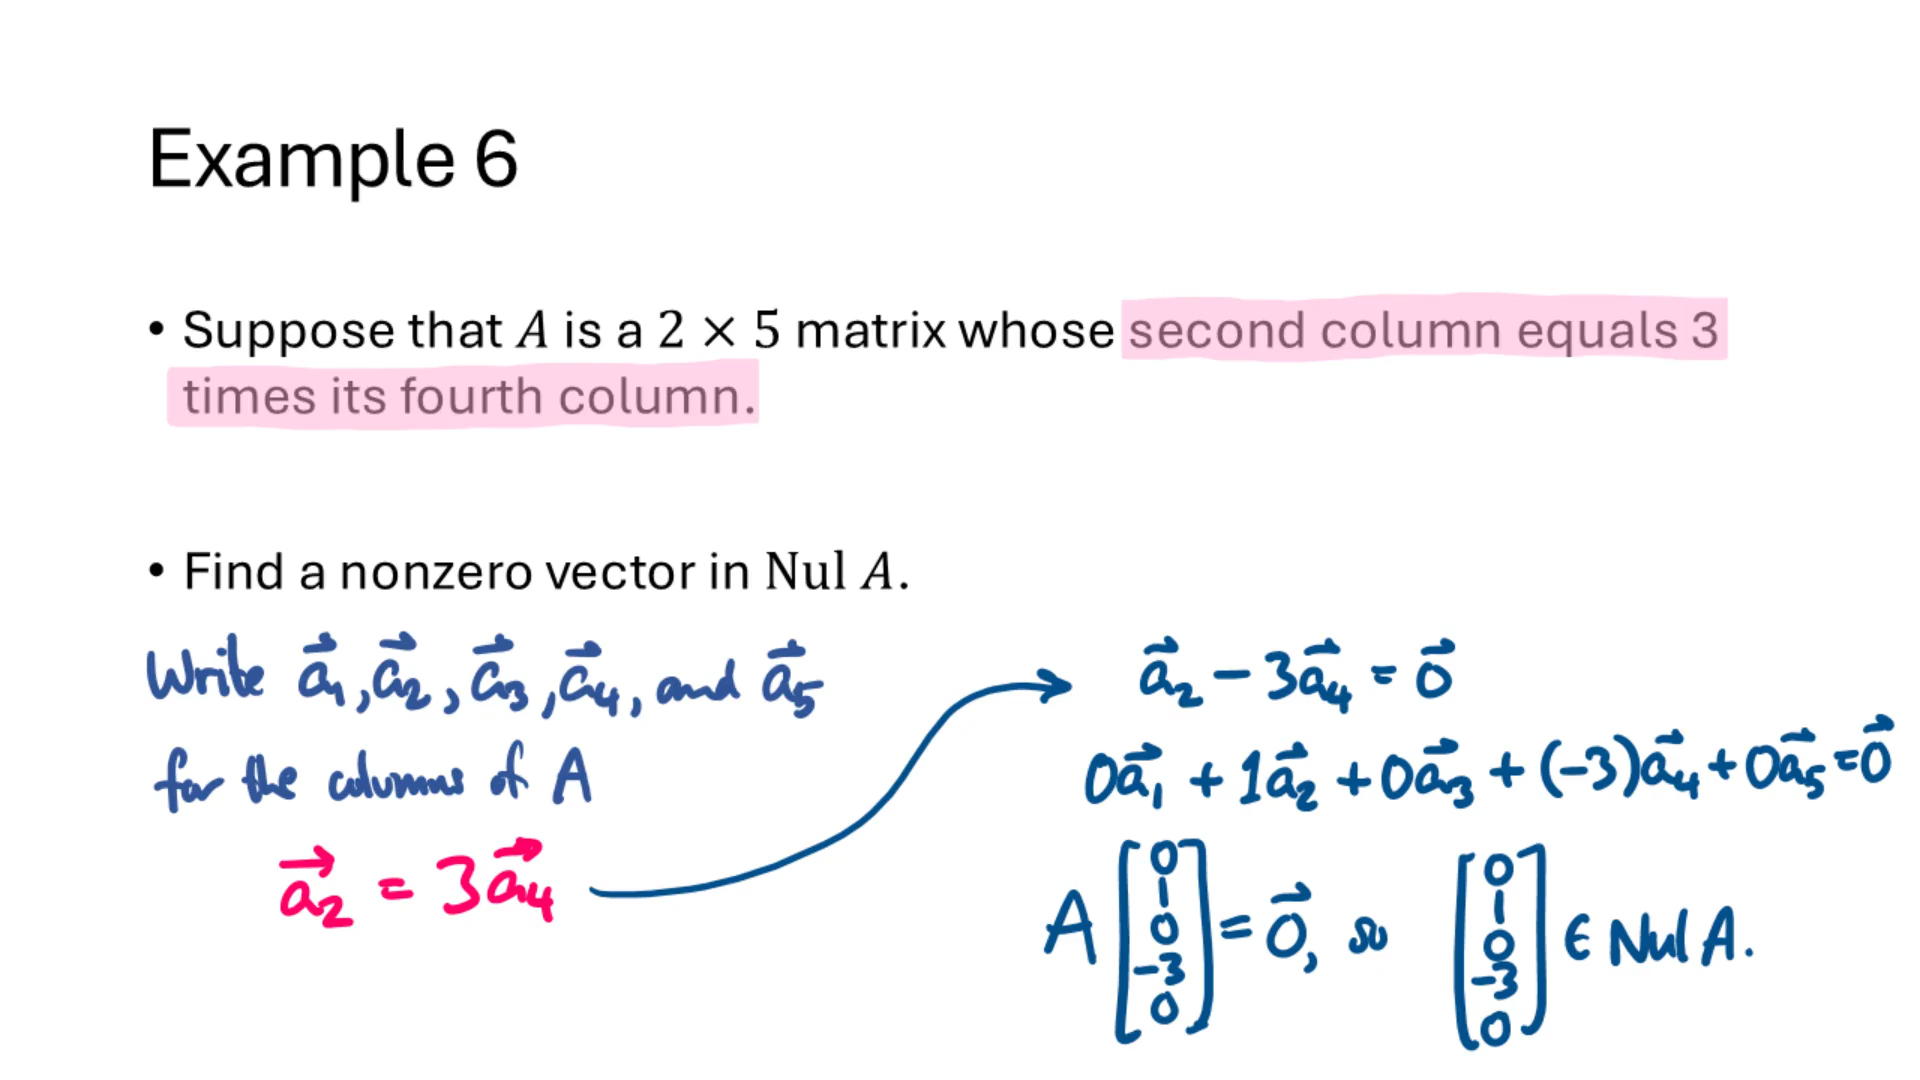 Example 6
• Suppose that A is a 2 × 5 matrix whose second column equals 3
times its fourth column.
• Find a nonzero vector in Nul A.
Write a⃗₁, a⃗₂, a⃗₃, a⃗₄, and a⃗₅
for the columns of A
a⃗₂ = 3a⃗₄
a⃗₂ − 3a⃗₄ = 0⃗
0a⃗₁ + 1a⃗₂ + 0a⃗₃ + (−3)a⃗₄ + 0a⃗₅ = 0⃗
A [0 1 0 −3 0] = 0⃗, so [0 1 0 −3 0] ∈ Nul A.